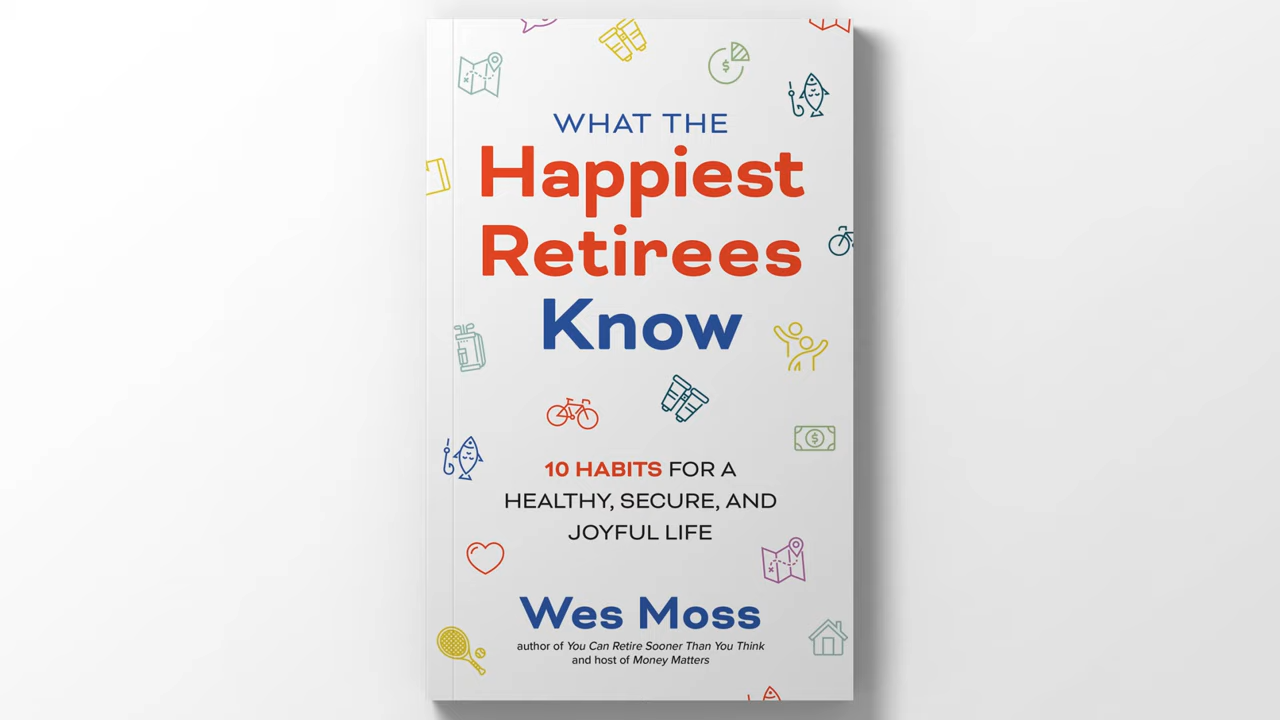 WHAT THE
Happiest
Retirees
Know
10 HABITS FOR A
HEALTHY, SECURE, AND
JOYFUL LIFE
Wes Moss
author of You Can Retire Sooner Than You Think
and host of Money Matters
$
$